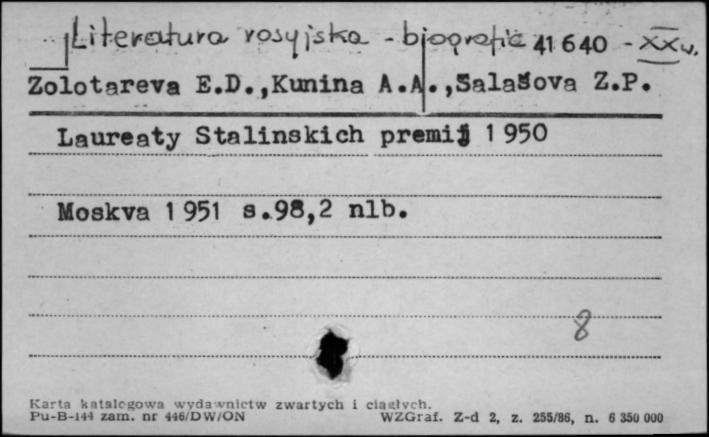 Literatura rosyjska - biografie 41 640 - XX w.
Zolotareva E.D., Kunina A.A., Salašova Z.P.
Laureaty Stalinskich premij 1950
Moskva 1951 s.98,2 nlb.
8
Karta katalogowa wydawnictw zwartych i ciągłych.
Pu-B-144 zam. nr 446/DW/ON WZGraf. Z-d 2, z. 255/86, n. 6 350 000